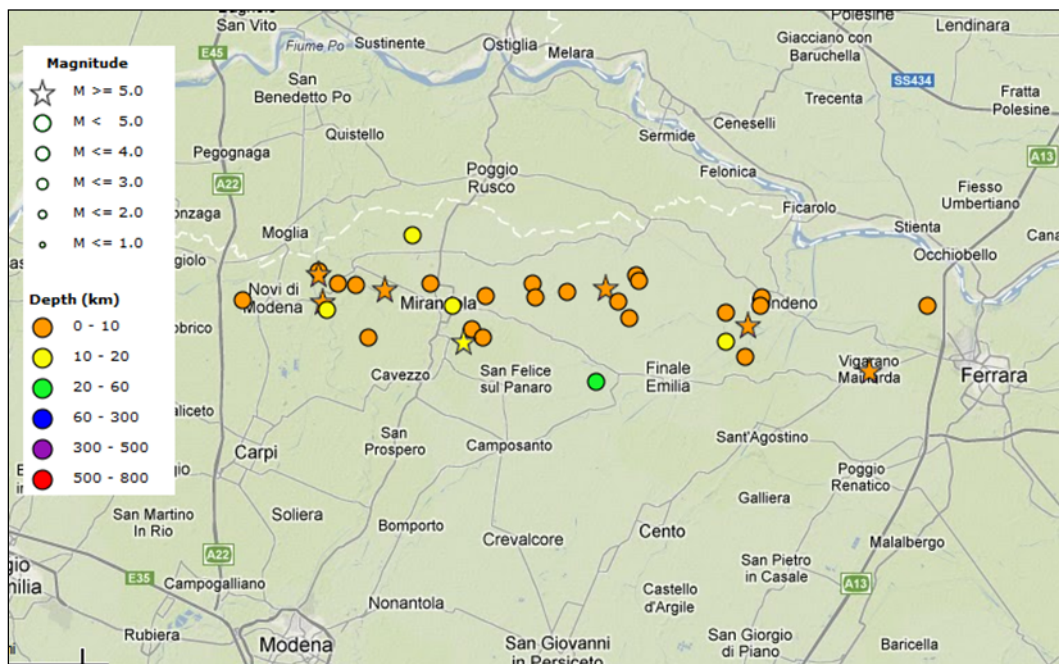 San Vito
E45
Fiume Po
Sustinente
Ostiglia
Melara
Polesine
Giacciano con
Baruchella
Lendinara
Magnitude
M >= 5.0
M < 5.0
M <= 4.0
M <= 3.0
M <= 2.0
M <= 1.0
San
Benedetto Po
SS434
Trecenta
Fratta
Polesine
Quistello
Sermide
Ceneselli
Pegognaga
A22
Poggio
Rusco
Felonica
A13
Fiesso
Umbertiano
Ficarolo
Stienta
Occhiobello
Moglia
Depth (km)
0 - 10
10 - 20
20 - 60
60 - 300
300 - 500
500 - 800
Novi di
Modena
Cavezzo
San Felice
sul Panaro
Finale
Emilia
Vigarano
Ferrara
San
Prospero
Camposanto
Sant'Agostino
Carpi
Poggio
Renatico
San Martino
In Rio
Soliera
Bomporto
Crevalcore
Cento
Galliera
Malalbergo
A22
E35
Campogalliano
San Pietro
in Casale
A13
Castello
d'Argile
Nonantola
Rubiera
Modena
San Giovanni
in Persiceto
San Giorgio
di Piano
Baricella